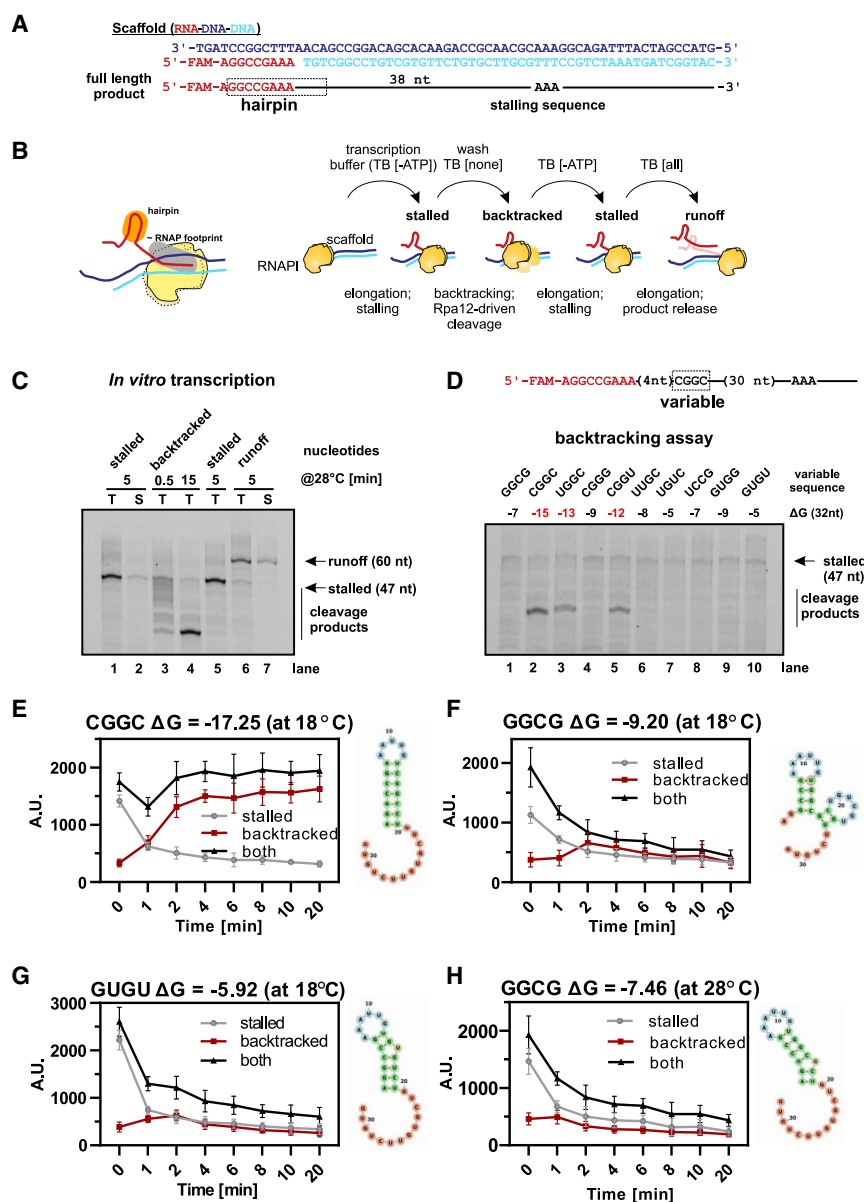 A
Scaffold (RNA-DNA-DNA)
3'-TGATCCGGCTTTAACAGCCGGACAGCACAAGACCGCAACGCAAAGGCAGATTTACTAGCCATG-5'
5'-FAM-AGGCCGAAA TGTCGGCCTGTCGTGTTCTGTGCTTGCGTTTCCGTCTAAATGATCGGTAC-3'
full length product
5'-FAM-AGGCCGAAA 38 nt AAA -3'
hairpin stalling sequence
B
transcription buffer (TB [-ATP]) wash TB [none] TB [-ATP] TB [all]
hairpin
~ RNAP footprint
stalled backtracked stalled runoff
scaffold
RNAPI
elongation; stalling backtracking; Rpa12-driven cleavage elongation; stalling elongation; product release
C
In vitro transcription
stalled backtracked stalled runoff nucleotides
5 0.5 15 5 5 @28°C [min]
T S T T T T S
runoff (60 nt)
stalled (47 nt)
cleavage products
1 2 3 4 5 6 7 lane
D
5'-FAM-AGGCCGAAA(4nt)CGGC (30 nt) AAA
variable
backtracking assay
GGCG CGGC UGGC CGGG CGGU UUGC UGUC UCCG GUGG GUGU variable sequence
-7 -15 -13 -9 -12 -8 -5 -7 -9 -5 ΔG (32nt)
stalled (47 nt)
cleavage products
1 2 3 4 5 6 7 8 9 10 lane
E
CGGC ΔG = -17.25 (at 18°C)
A.U.
2000
1500
1000
500
0
stalled
backtracked
both
0 1 2 4 6 8 10 20
Time [min]
F
GGCG ΔG = -9.20 (at 18°C)
A.U.
2000
1500
1000
500
0
stalled
backtracked
both
0 1 2 4 6 8 10 20
Time [min]
G
GUGU ΔG = -5.92 (at 18°C)
A.U.
3000
2500
2000
1500
1000
500
0
stalled
backtracked
both
0 1 2 4 6 8 10 20
Time [min]
H
GGCG ΔG = -7.46 (at 28°C)
A.U.
2000
1500
1000
500
0
stalled
backtracked
both
0 1 2 4 6 8 10 20
Time [min]